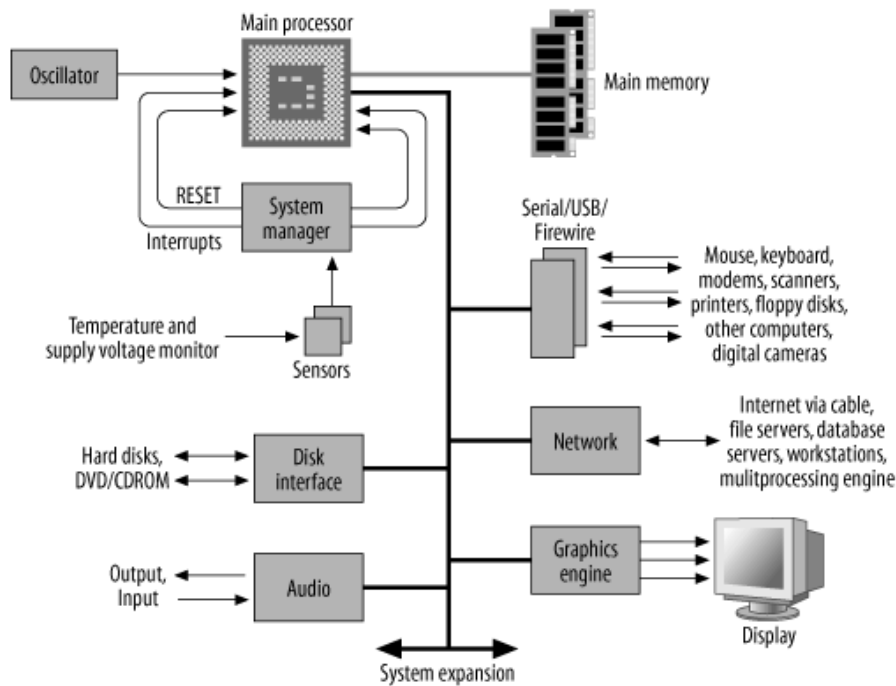 Main processor
Oscillator
Main memory
RESET
System
manager
Interrupts
Serial/USB/
Firewire
Mouse, keyboard,
modems, scanners,
printers, floppy disks,
other computers,
digital cameras
Temperature and
supply voltage monitor
Sensors
Hard disks,
DVD/CDROM
Disk
interface
Network
Internet via cable,
file servers, database
servers, workstations,
mulitprocessing engine
Output,
Input
Audio
Graphics
engine
Display
System expansion